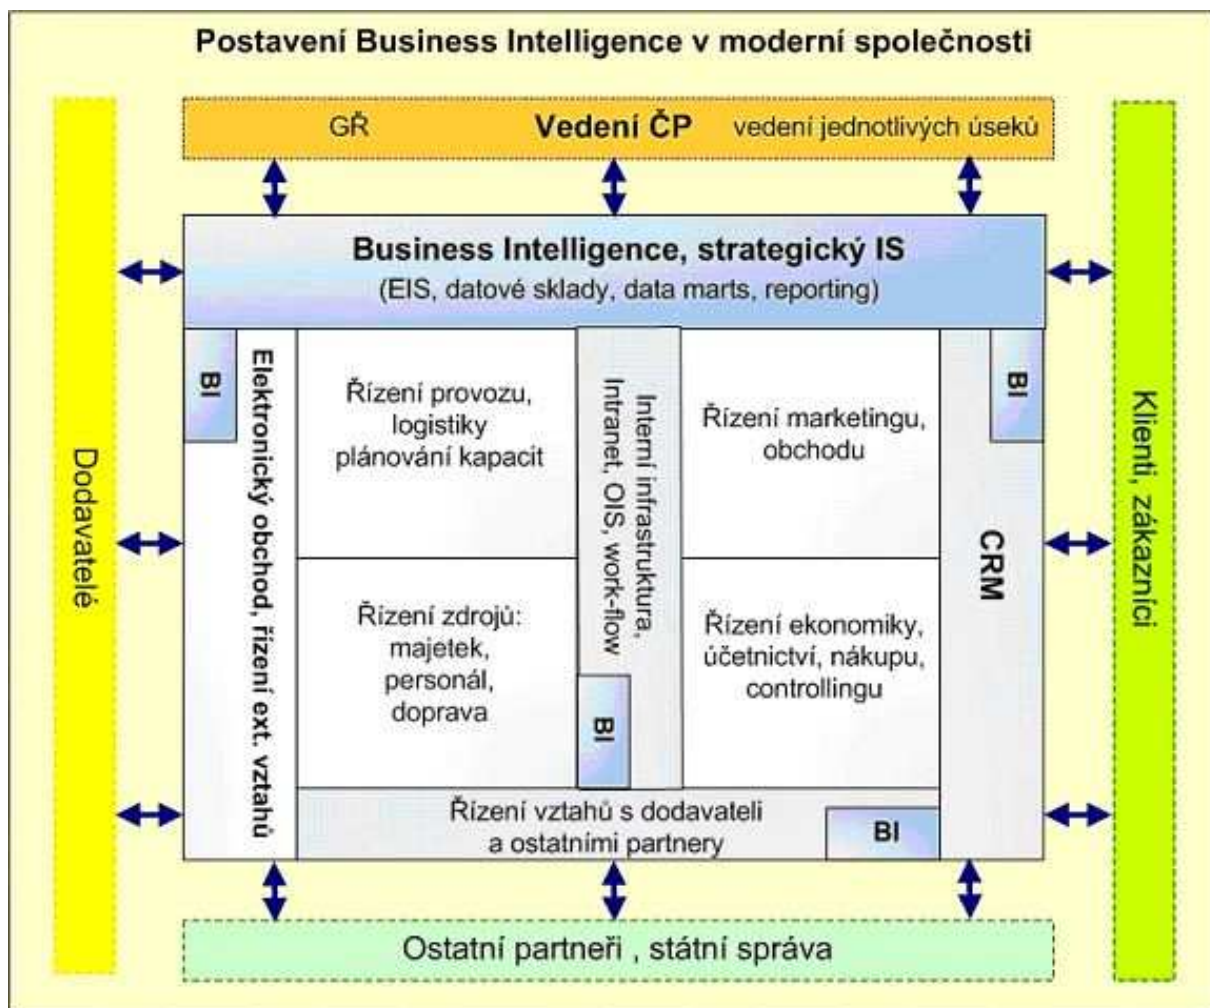 Postavení Business Intelligence v moderní společnosti
GŘ
Vedení ČP
vedení jednotlivých úseků
Business Intelligence, strategický IS
(EIS, datové sklady, data marts, reporting)
Dodavatelé
BI
Elektronický obchod, řízení ext. vztahů
Řízení provozu,
logistiky
plánování kapacit
Interní infrastruktura,
Intranet, OIS, work-flow
BI
Řízení marketingu,
obchodu
BI
CRM
Klienti, zákazníci
Řízení zdrojů:
majetek,
personál,
doprava
Řízení ekonomiky,
účetnictví, nákupu,
controllingu
Řízení vztahů s dodavateli
a ostatními partnery
BI
Ostatní partneři , státní správa